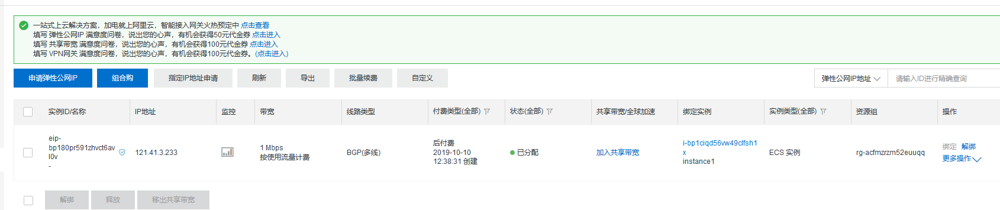 一站式上云解决方案，加电就上阿里云，智能接入网关火热预定中 点击查看
填写 弹性公网IP 满意度问卷，说出您的心声，有机会获得50元代金券 点击进入
填写 共享带宽 满意度问卷，说出您的心声，有机会获得100元代金券 点击进入
填写 VPN网关 满意度问卷，说出您的心声，有机会获得100元代金券。(点击进入)
申请弹性公网IP 组合购 指定IP地址申请 刷新 导出 批量续费 自定义 弹性公网IP地址 请输入ID进行精确查询
实例ID/名称 IP地址 监控 带宽 线路类型 付费类型(全部) 状态(全部) 共享带宽/全球加速 绑定实例 实例类型(全部) 资源组 操作
eip-
bp180pr591zhvct6av
l0v
-
121.41.3.233
1 Mbps
按使用流量计费
BGP(多线)
后付费
2019-10-10
12:38:31 创建
已分配
加入共享带宽
i-bp1ciqd56vw49clfsh1
x
instance1
ECS 实例
rg-acfmzrzm52euuqq
绑定 解绑
更多操作
解绑 释放 移出共享带宽